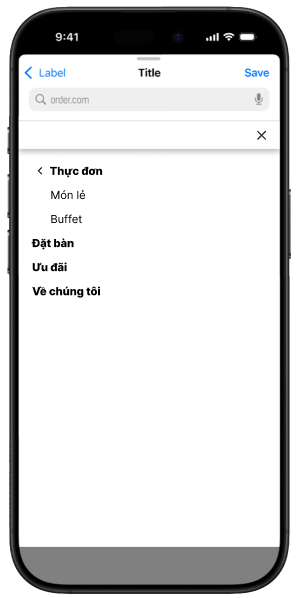 9:41
Label Title Save
order.com
Thực đơn
Món lẻ
Buffet
Đặt bàn
Ưu đãi
Về chúng tôi